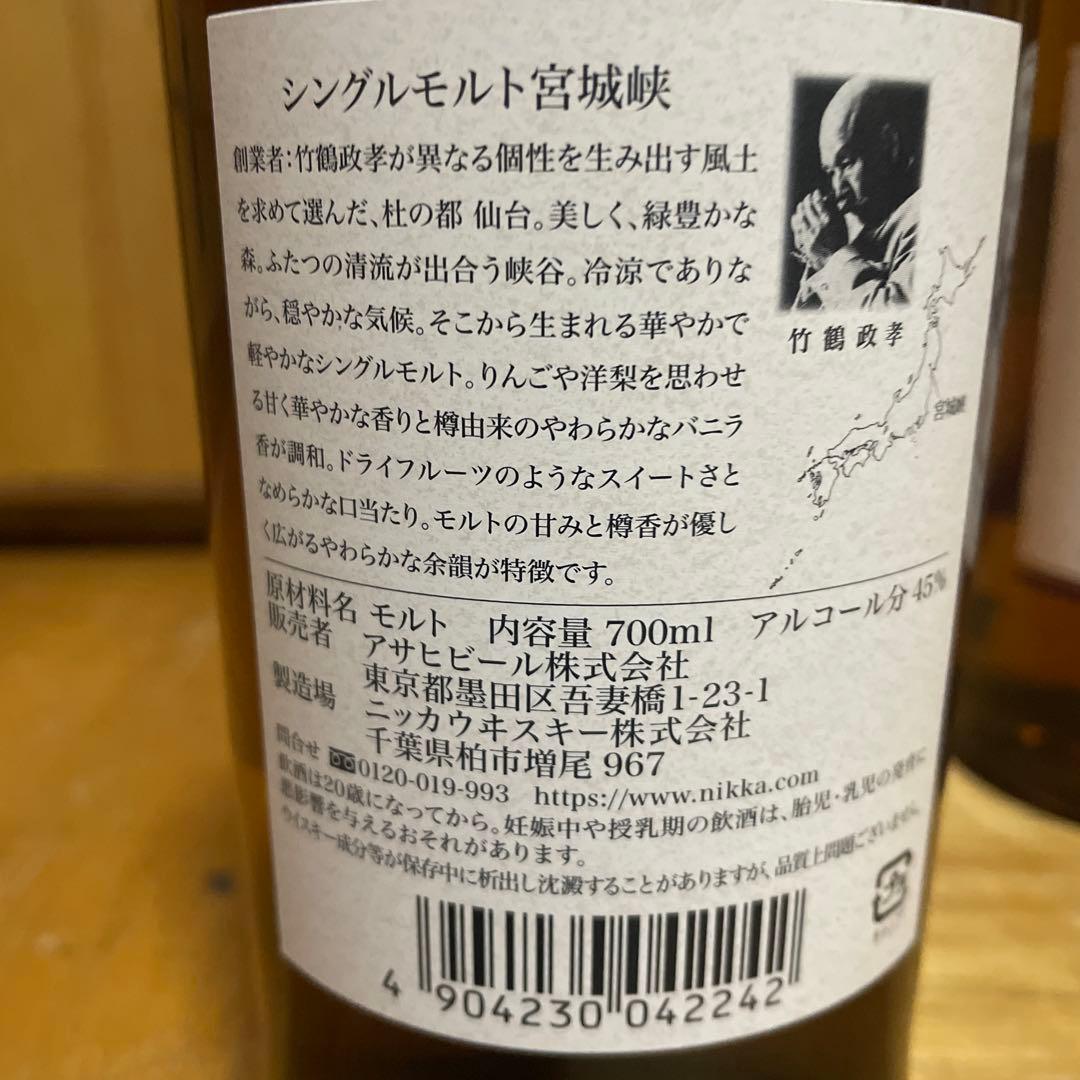 シングルモルト宮城峡
創業者:竹鶴政孝が異なる個性を生み出す風土
を求めて選んだ、杜の都 仙台。美しく、緑豊かな
森。ふたつの清流が出合う峡谷。冷涼でありな
がら、穏やかな気候。そこから生まれる華やかで
軽やかなシングルモルト。りんごや洋梨を思わせ
る甘く華やかな香りと樽由来のやわらかなバニラ
香が調和。ドライフルーツのようなスイートさと
なめらかな口当たり。モルトの甘みと樽香が優し
く広がるやわらかな余韻が特徴です。
竹鶴政孝
宮城峡
原材料名 モルト 内容量 700ml アルコール分 45%
販売者 アサヒビール株式会社
東京都墨田区吾妻橋1-23-1
製造場 ニッカウヰスキー株式会社
千葉県柏市増尾 967
問合せ 0120-019-993 https://www.nikka.com
飲酒は20歳になってから。妊娠中や授乳期の飲酒は、胎児・乳児の発育に
悪影響を与えるおそれがあります。
ウイスキー成分等が保存中に析出し沈澱することがありますが、品質上問題ございません。
4 904230 042242